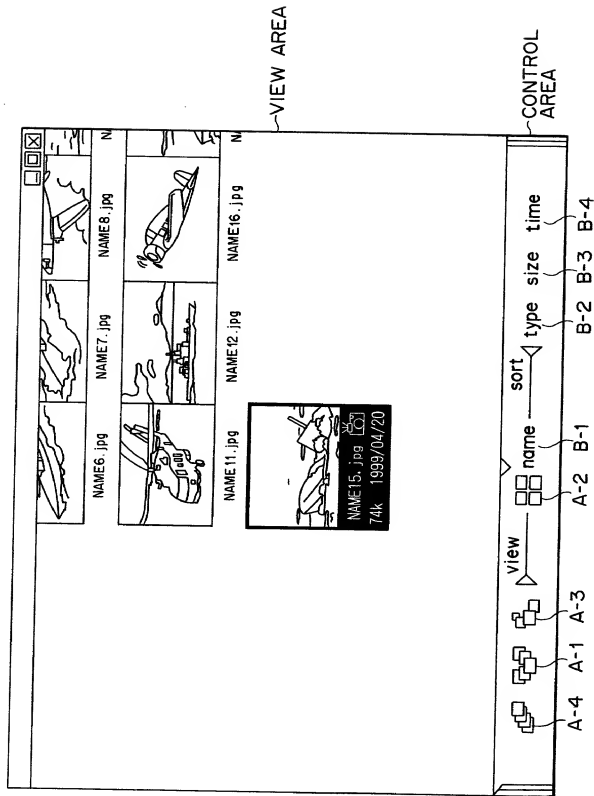 VIEW AREA
NAME6.jpg NAME7.jpg NAME8.jpg N
NAME11.jpg NAME12.jpg NAME16.jpg N
NAME15.jpg
74k 1999/04/20
CONTROL
AREA
view name sort type size time
A-4 A-1 A-3 A-2 B-1 B-2 B-3 B-4